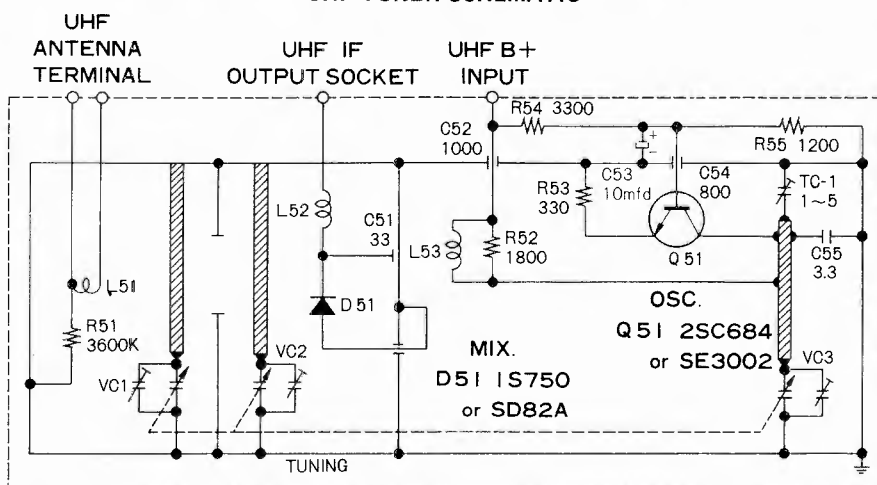 UHF
ANTENNA
TERMINAL
UHF IF
OUTPUT SOCKET
UHF B+
INPUT
R54 3300
C52
1000
R55
1200
C53
10mfd
+
-
C54
800
TC-1
1~5
R53
330
L52
C51
33
L53
R52
1800
Q51
C55
3.3
L51
D51
OSC.
Q51 2SC684
or SE3002
R51
3600K
MIX.
D51 1S750
or SD82A
VC1
VC2
VC3
TUNING